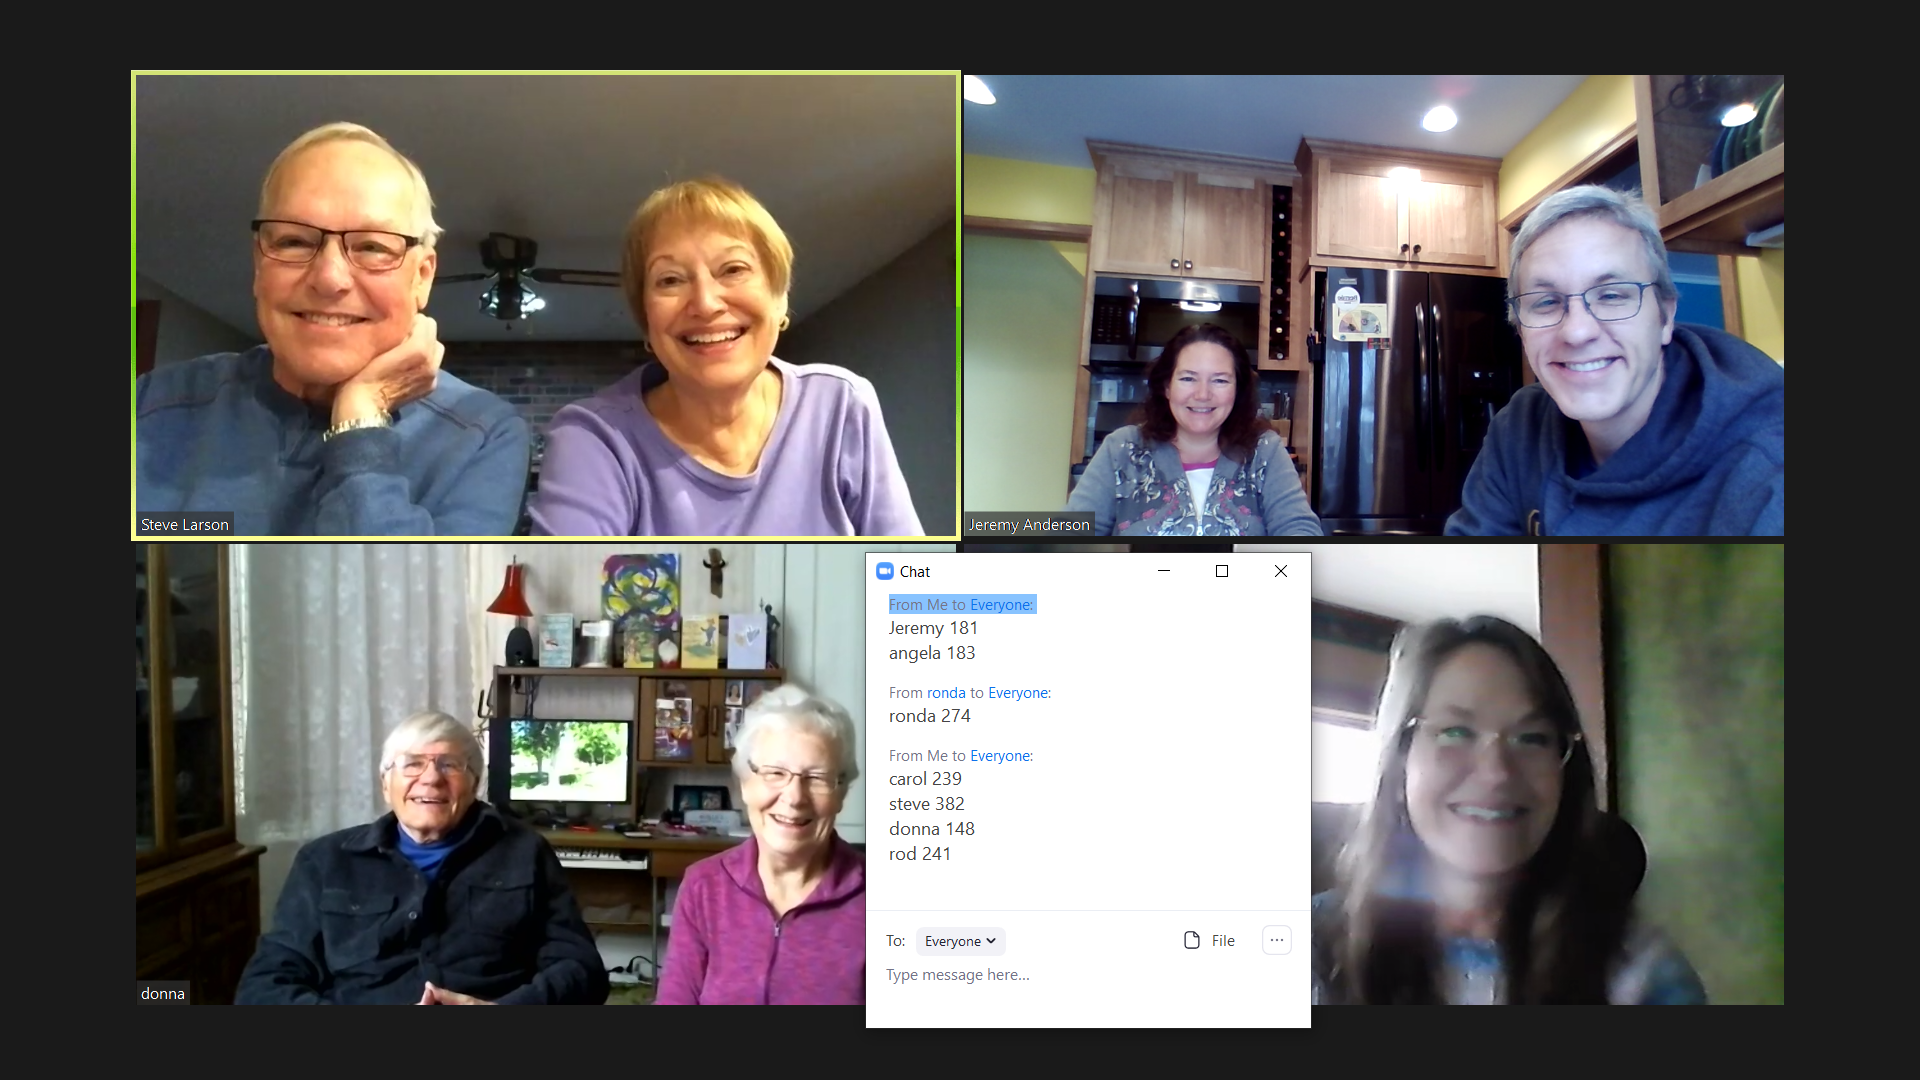 Steve Larson
Jeremy Anderson
donna
Chat
From Me to Everyone:
Jeremy 181
angela 183
From ronda to Everyone:
ronda 274
From Me to Everyone:
carol 239
steve 382
donna 148
rod 241
To: Everyone File ...
Type message here...